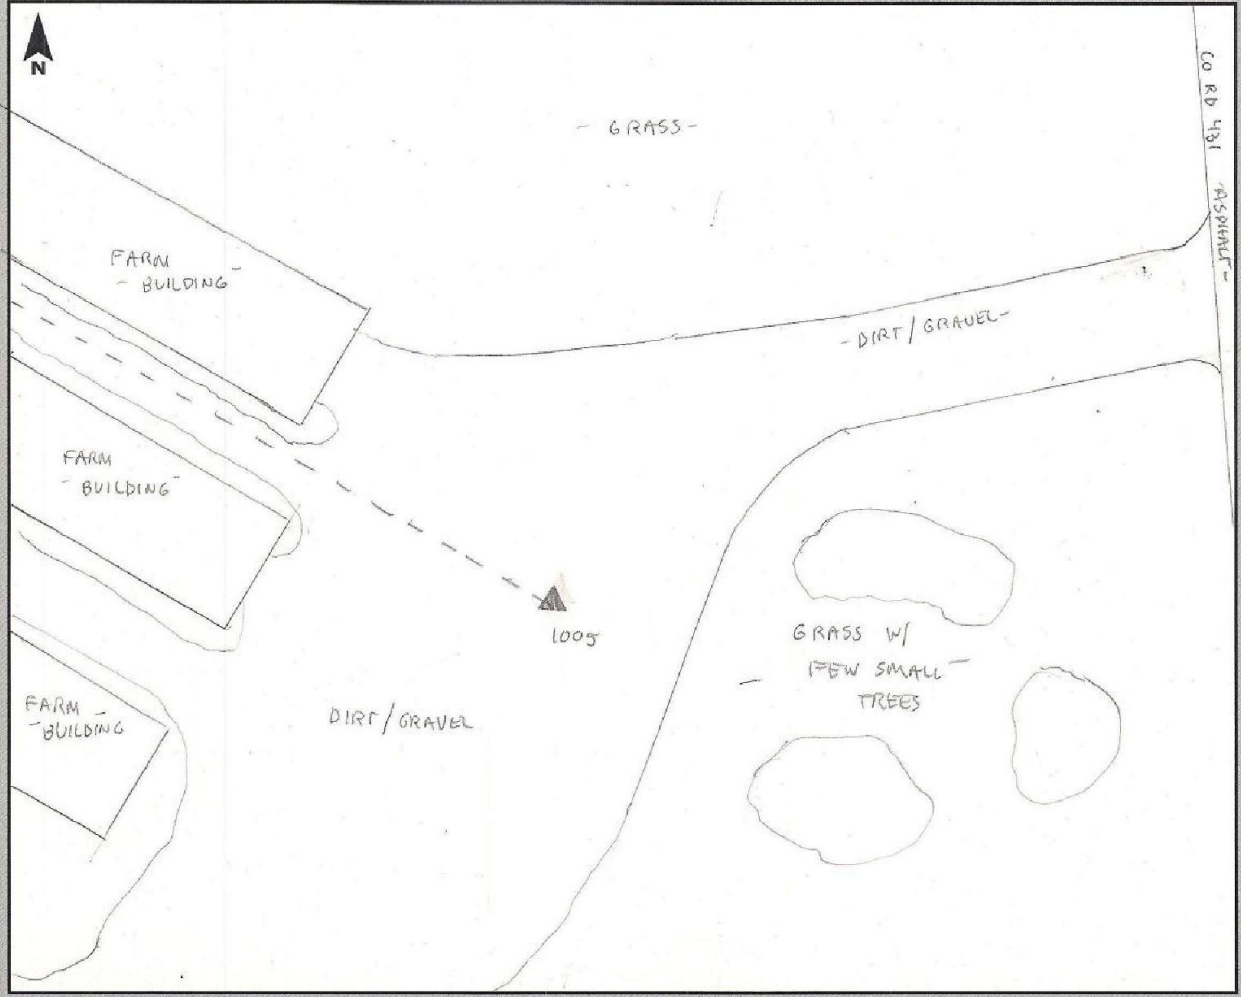 N
- GRASS -
CO RD 431 -ASPHALT-
FARM
- BUILDING -
- DIRT/GRAVEL -
FARM
- BUILDING -
1005
GRASS W/
- FEW SMALL -
TREES
FARM
- BUILDING -
DIRT/GRAVEL